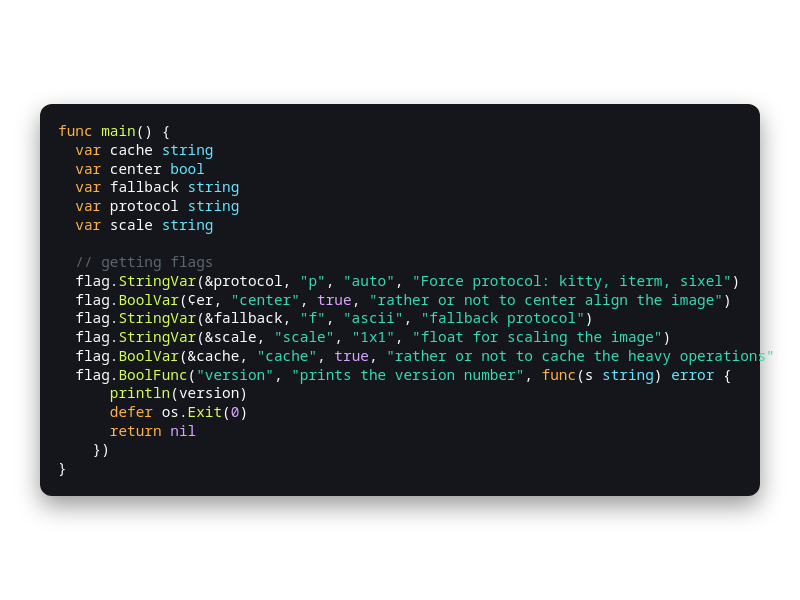 func main() {
  var cache string
  var center bool
  var fallback string
  var protocol string
  var scale string

  // getting flags
  flag.StringVar(&protocol, "p", "auto", "Force protocol: kitty, iterm, sixel")
  flag.BoolVar(¢er, "center", true, "rather or not to center align the image")
  flag.StringVar(&fallback, "f", "ascii", "fallback protocol")
  flag.StringVar(&scale, "scale", "1x1", "float for scaling the image")
  flag.BoolVar(&cache, "cache", true, "rather or not to cache the heavy operations"
  flag.BoolFunc("version", "prints the version number", func(s string) error {
      println(version)
      defer os.Exit(0)
      return nil
    })
}